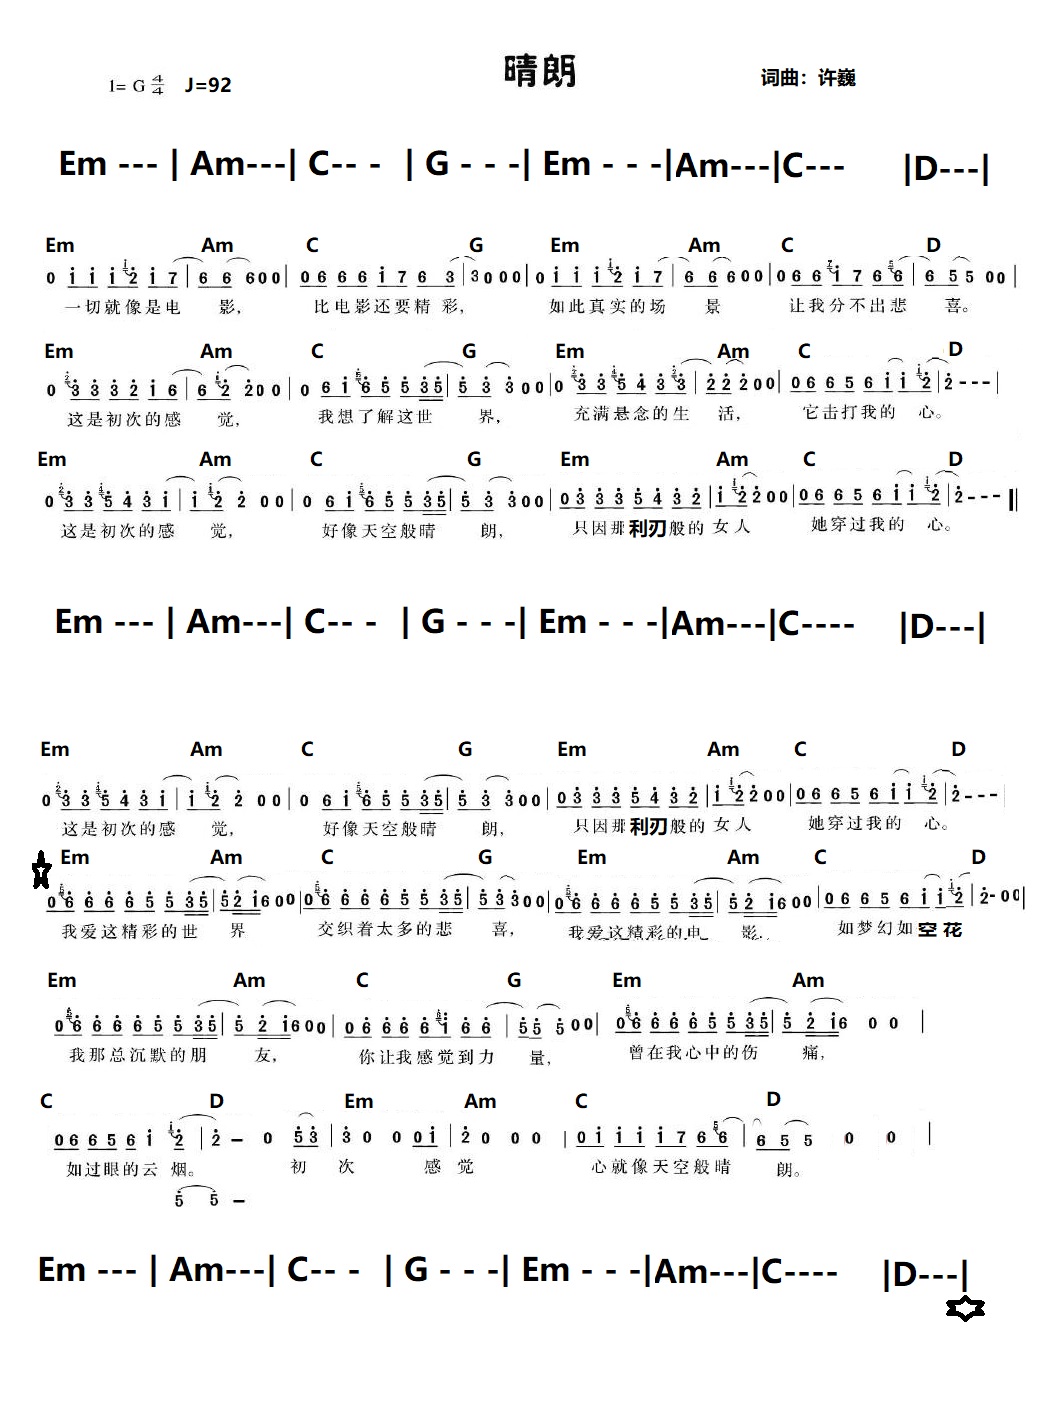 晴朗
1= G 4/4 J=92 词曲：许巍
Em --- | Am---| C-- - | G - - -| Em - - -|Am---|C--- |D---|
Em Am C G Em Am C D
0 i i i 2 i 7 | 6 6 6 0 0 | 0 6 6 6 i 7 6 3 | 3 0 0 0 0 | 0 i i i 2 i 7 | 6 6 6 0 0 | 0 6 6 i 7 6 6 | 6 5 5 0 0 |
一切就像是电 影， 比电影还要精彩， 如此真实的场 景 让我分不出悲 喜。
Em Am C G Em Am C D
0 3 3 3 2 i 6 | 6 2 2 0 0 | 0 6 i 6 5 5 3 5 | 5 3 3 0 0 | 0 3 3 5 4 3 3 | 2 2 2 0 0 | 0 6 6 5 6 i i 2 | 2 - - - |
这是初次的感 觉， 我想了解这世 界， 充满悬念的生 活， 它击打我的 心。
Em Am C G Em Am C D
0 3 3 5 4 3 i | i 2 2 0 0 | 0 6 i 6 5 5 3 5 | 5 3 3 0 0 | 0 3 3 3 5 4 3 2 | i 2 2 0 0 | 0 6 6 5 6 i i 2 | 2 - - - ‖
这是初次的感 觉， 好像天空般晴 朗， 只因那利刃般的 女人 她穿过我的 心。
Em --- | Am---| C-- - | G - - -| Em - - -|Am---|C---- |D---|
Em Am C G Em Am C D
0 3 3 5 4 3 i | i 2 2 0 0 | 0 6 i 6 5 5 3 5 | 5 3 3 0 0 | 0 3 3 3 5 4 3 2 | i 2 2 0 0 | 0 6 6 5 6 i i 2 | 2 - - - |
这是初次的感 觉， 好像天空般晴 朗， 只因那利刃般的 女人 她穿过我的 心。
Em Am C G Em Am C D
0 6 6 6 6 5 5 3 5 | 5 2 i 6 0 0 | 0 6 6 6 6 5 5 3 5 | 5 3 3 0 0 | 0 6 6 6 6 5 5 3 5 | 5 2 i 6 0 0 | 0 6 6 5 6 i i 2 | 2 - 0 0 |
我爱这精彩的世 界 交织着太多的悲 喜， 我爱这精彩的电 影， 如梦幻如空花
Em Am C G Em Am
0 6 6 6 6 5 5 3 5 | 5 2 i 6 0 0 | 0 6 6 6 6 i 6 6 | 5 5 5 0 0 | 0 6 6 6 6 5 5 3 5 | 5 2 i 6 0 0 |
我那总沉默的朋 友， 你让我感觉到力 量， 曾在我心中的伤 痛，
C D Em Am C D
0 6 6 5 6 i 2 | 2 - 0 5 3 | 3 0 0 0 i | 2 0 0 0 | 0 i i i i 7 6 6 | 6 5 5 0 0 |
如过眼的云 烟。 初 次 感 觉 心就像天空般晴 朗。
5 5 -
Em --- | Am---| C-- - | G - - -| Em - - -|Am---|C---- |D---|